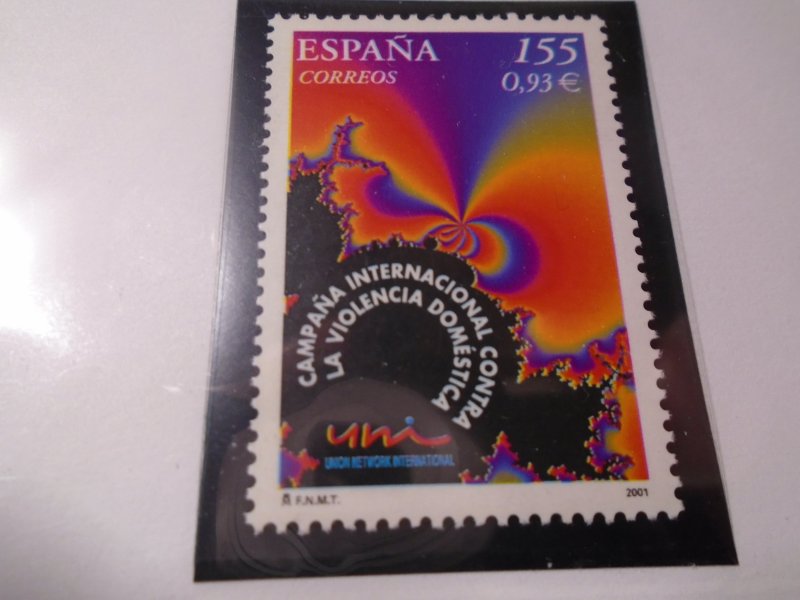 ESPAÑA 155
CORREOS 0,93 €
CAMPAÑA INTERNACIONAL CONTRA
LA VIOLENCIA DOMÉSTICA
uni
UNION NETWORK INTERNATIONAL
F.N.M.T. 2001